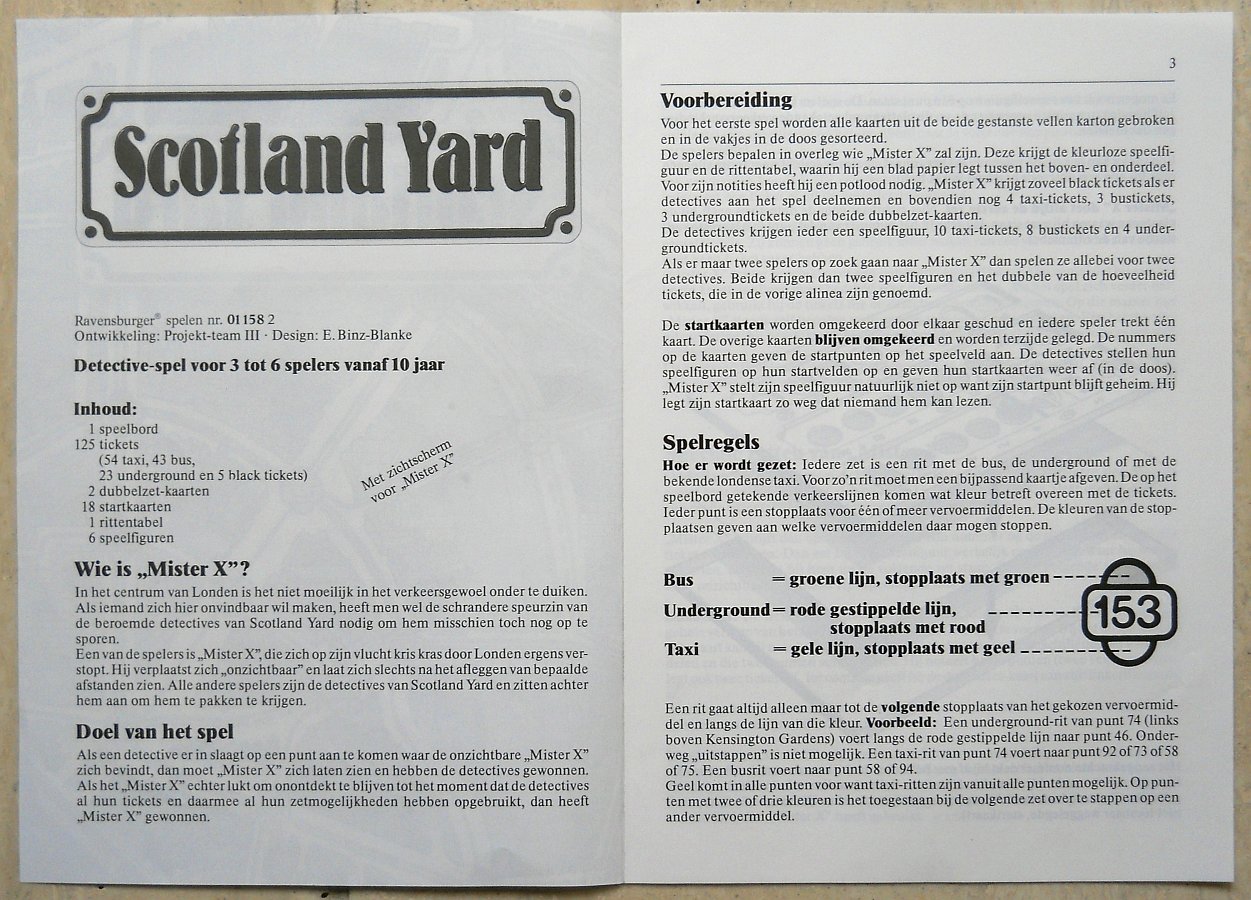 Scotland Yard
Ravensburger® spelen nr. 01 158 2
Ontwikkeling: Projekt-team III · Design: E. Binz-Blanke
Detective-spel voor 3 tot 6 spelers vanaf 10 jaar
Inhoud:
1 speelbord
125 tickets
(54 taxi, 43 bus,
23 underground en 5 black tickets)
2 dubbelzet-kaarten
18 startkaarten
1 rittentabel
6 speelfiguren
Met zichtscherm
voor „Mister X”
Wie is „Mister X”?
In het centrum van Londen is het niet moeilijk in het verkeersgewoel onder te duiken.
Als iemand zich hier onvindbaar wil maken, heeft men wel de schrandere speurzin van
de beroemde detectives van Scotland Yard nodig om hem misschien toch nog op te
sporen.
Een van de spelers is „Mister X”, die zich op zijn vlucht kris kras door Londen ergens ver-
stopt. Hij verplaatst zich „onzichtbaar” en laat zich slechts na het afleggen van bepaalde
afstanden zien. Alle andere spelers zijn de detectives van Scotland Yard en zitten achter
hem aan om hem te pakken te krijgen.
Doel van het spel
Als een detective er in slaagt op een punt aan te komen waar de onzichtbare „Mister X”
zich bevindt, dan moet „Mister X” zich laten zien en hebben de detectives gewonnen.
Als het „Mister X” echter lukt om onontdekt te blijven tot het moment dat de detectives
al hun tickets en daarmee al hun zetmogelijkheden hebben opgebruikt, dan heeft
„Mister X” gewonnen.
3
Voorbereiding
Voor het eerste spel worden alle kaarten uit de beide gestanste vellen karton gebroken
en in de vakjes in de doos gesorteerd.
De spelers bepalen in overleg wie „Mister X” zal zijn. Deze krijgt de kleurloze speelfi-
guur en de rittentabel, waarin hij een blad papier legt tussen het boven- en onderdeel.
Voor zijn notities heeft hij een potlood nodig. „Mister X” krijgt zoveel black tickets als er
detectives aan het spel deelnemen en bovendien nog 4 taxi-tickets, 3 bustickets,
3 undergroundtickets en de beide dubbelzet-kaarten.
De detectives krijgen ieder een speelfiguur, 10 taxi-tickets, 8 bustickets en 4 under-
groundtickets.
Als er maar twee spelers op zoek gaan naar „Mister X” dan spelen ze allebei voor twee
detectives. Beide krijgen dan twee speelfiguren en het dubbele van de hoeveelheid
tickets, die in de vorige alinea zijn genoemd.
De startkaarten worden omgekeerd door elkaar geschud en iedere speler trekt één
kaart. De overige kaarten blijven omgekeerd en worden terzijde gelegd. De nummers
op de kaarten geven de startpunten op het speelveld aan. De detectives stellen hun
speelfiguren op hun startvelden op en geven hun startkaarten weer af (in de doos).
„Mister X” stelt zijn speelfiguur natuurlijk niet op want zijn startpunt blijft geheim. Hij
legt zijn startkaart zo weg dat niemand hem kan lezen.
Spelregels
Hoe er wordt gezet: Iedere zet is een rit met de bus, de underground of met de
bekende londense taxi. Voor zo’n rit moet men een bijpassend kaartje afgeven. De op het
speelbord getekende verkeerslijnen komen wat kleur betreft overeen met de tickets.
Ieder punt is een stopplaats voor één of meer vervoermiddelen. De kleuren van de stop-
plaatsen geven aan welke vervoermiddelen daar mogen stoppen.
Bus = groene lijn, stopplaats met groen
Underground = rode gestippelde lijn,
stopplaats met rood
Taxi = gele lijn, stopplaats met geel
153
Een rit gaat altijd alleen maar tot de volgende stopplaats van het gekozen vervoermid-
del en langs de lijn van die kleur. Voorbeeld: Een underground-rit van punt 74 (links
boven Kensington Gardens) voert langs de rode gestippelde lijn naar punt 46. Onder-
weg „uitstappen” is niet mogelijk. Een taxi-rit van punt 74 voert naar punt 92 of 73 of 58
of 75. Een busrit voert naar punt 58 of 94.
Geel komt in alle punten voor want taxi-ritten zijn vanuit alle punten mogelijk. Op pun-
ten met twee of drie kleuren is het toegestaan bij de volgende zet over te stappen op een
ander vervoermiddel.